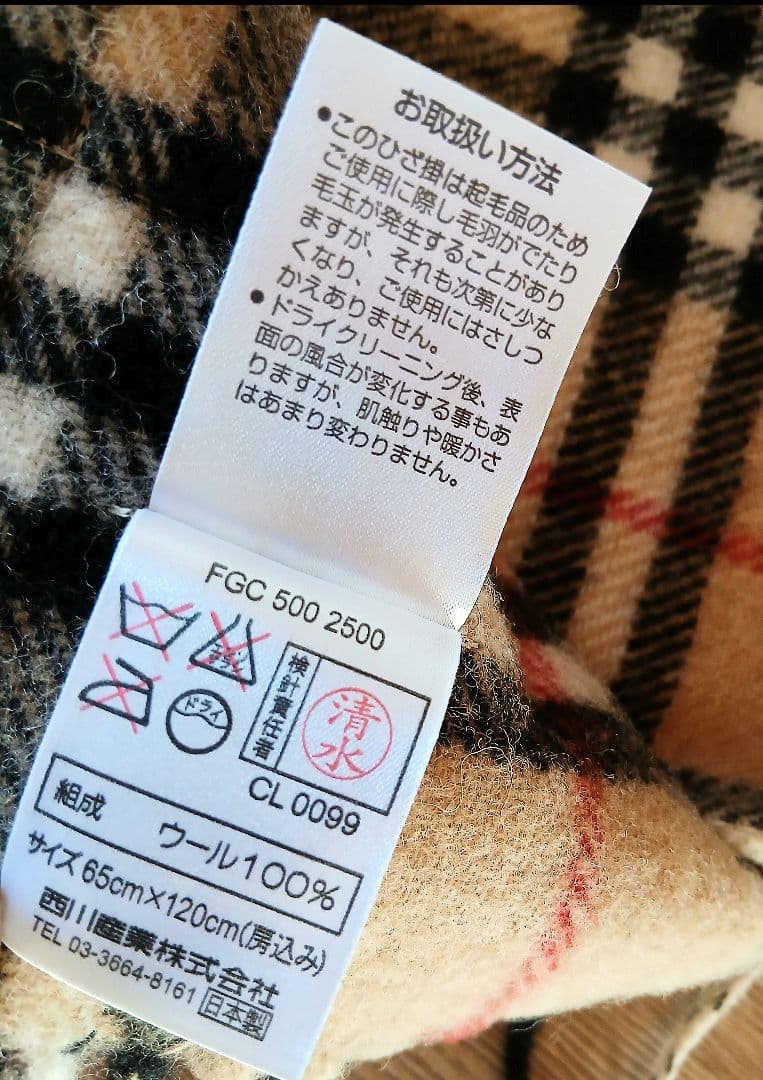 お取扱い方法
●このひざ掛は起毛品のため
ご使用に際し毛羽がでたり
毛玉が発生することがあり
ますが、それも次第に少な
くなり、ご使用にはさしつ
かえありません。
●ドライクリーニング後、表
面の風合が変化する事もあ
りますが、肌触りや暖かさ
はあまり変わりません。
FGC 500 2500
ドライ
検針責任者
清水
CL 0099
組成 ウール100%
サイズ 65cm×120cm(房込み)
西川産業株式会社
TEL 03-3664-8161 日本製